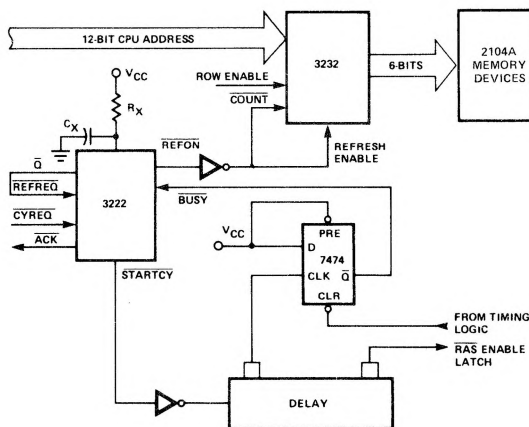 12-BIT CPU ADDRESS
3232
6-BITS
2104A
MEMORY
DEVICES
VCC
ROW ENABLE
COUNT
RX
CX
REFON
REFRESH
ENABLE
Q
REFREQ
3222
BUSY
CYREQ
ACK
VCC
PRE
D
7474
CLK Q
CLR
STARTCY
FROM TIMING
LOGIC
RAS ENABLE
LATCH
DELAY